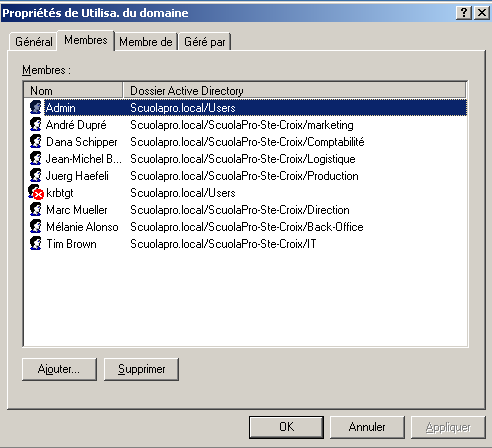 Propriétés de Utilisa. du domaine
Général Membres Membre de Géré par
Membres :
Nom Dossier Active Directory
Admin Scuolapro.local/Users
André Dupré Scuolapro.local/ScuolaPro-Ste-Croix/marketing
Dana Schipper Scuolapro.local/ScuolaPro-Ste-Croix/Comptabilité
Jean-Michel B... Scuolapro.local/ScuolaPro-Ste-Croix/Logistique
Juerg Haefeli Scuolapro.local/ScuolaPro-Ste-Croix/Production
krbtgt Scuolapro.local/Users
Marc Mueller Scuolapro.local/ScuolaPro-Ste-Croix/Direction
Mélanie Alonso Scuolapro.local/ScuolaPro-Ste-Croix/Back-Office
Tim Brown Scuolapro.local/ScuolaPro-Ste-Croix/IT
Ajouter... Supprimer
OK Annuler Appliquer